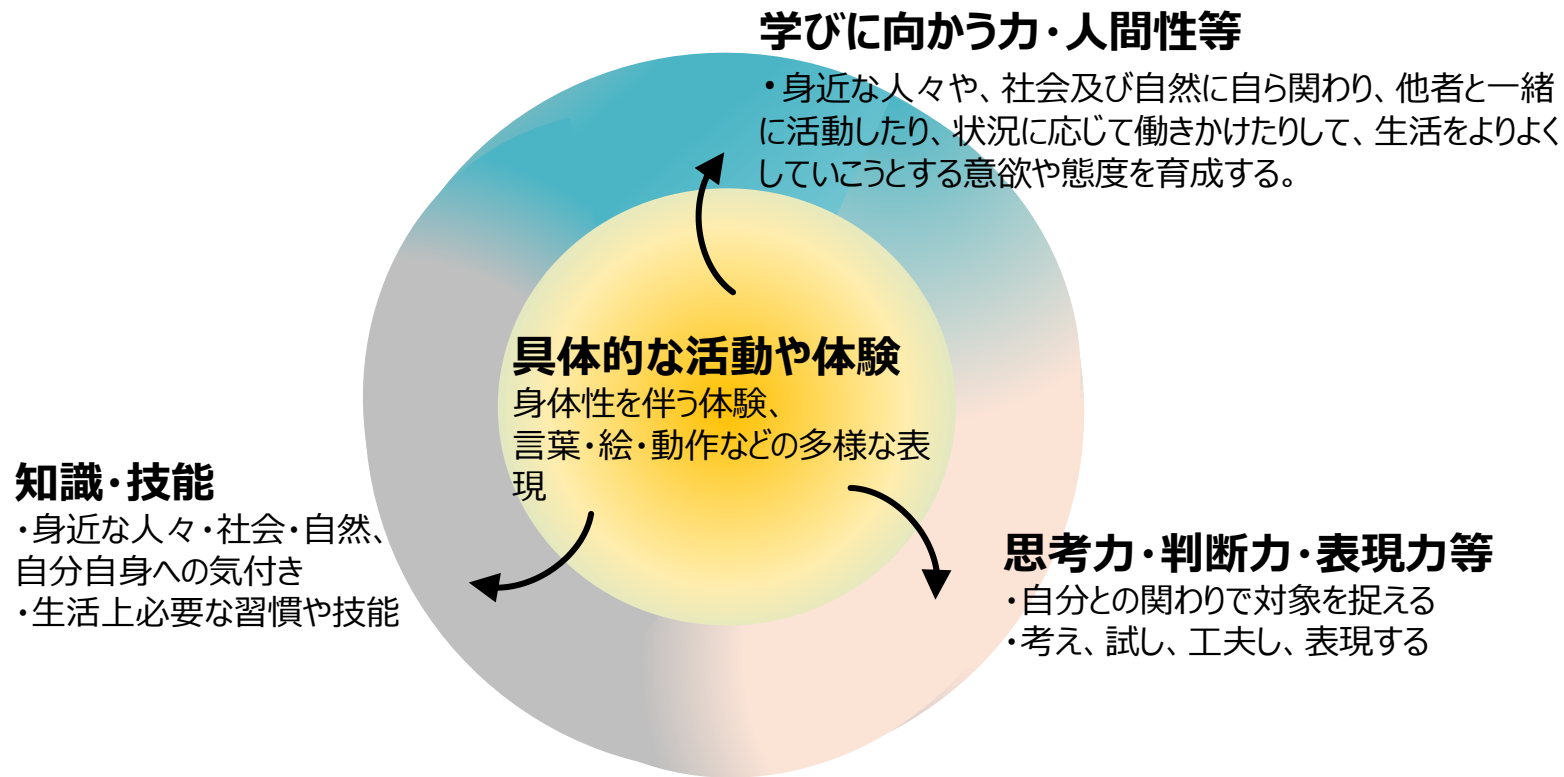 学びに向かう力・人間性等
・身近な人々や、社会及び自然に自ら関わり、他者と一緒
に活動したり、状況に応じて働きかけたりして、生活をよりよく
していこうとする意欲や態度を育成する。
具体的な活動や体験
身体性を伴う体験、
言葉・絵・動作などの多様な表
現
知識・技能
・身近な人々・社会・自然、
自分自身への気付き
・生活上必要な習慣や技能
思考力・判断力・表現力等
・自分との関わりで対象を捉える
・考え、試し、工夫し、表現する